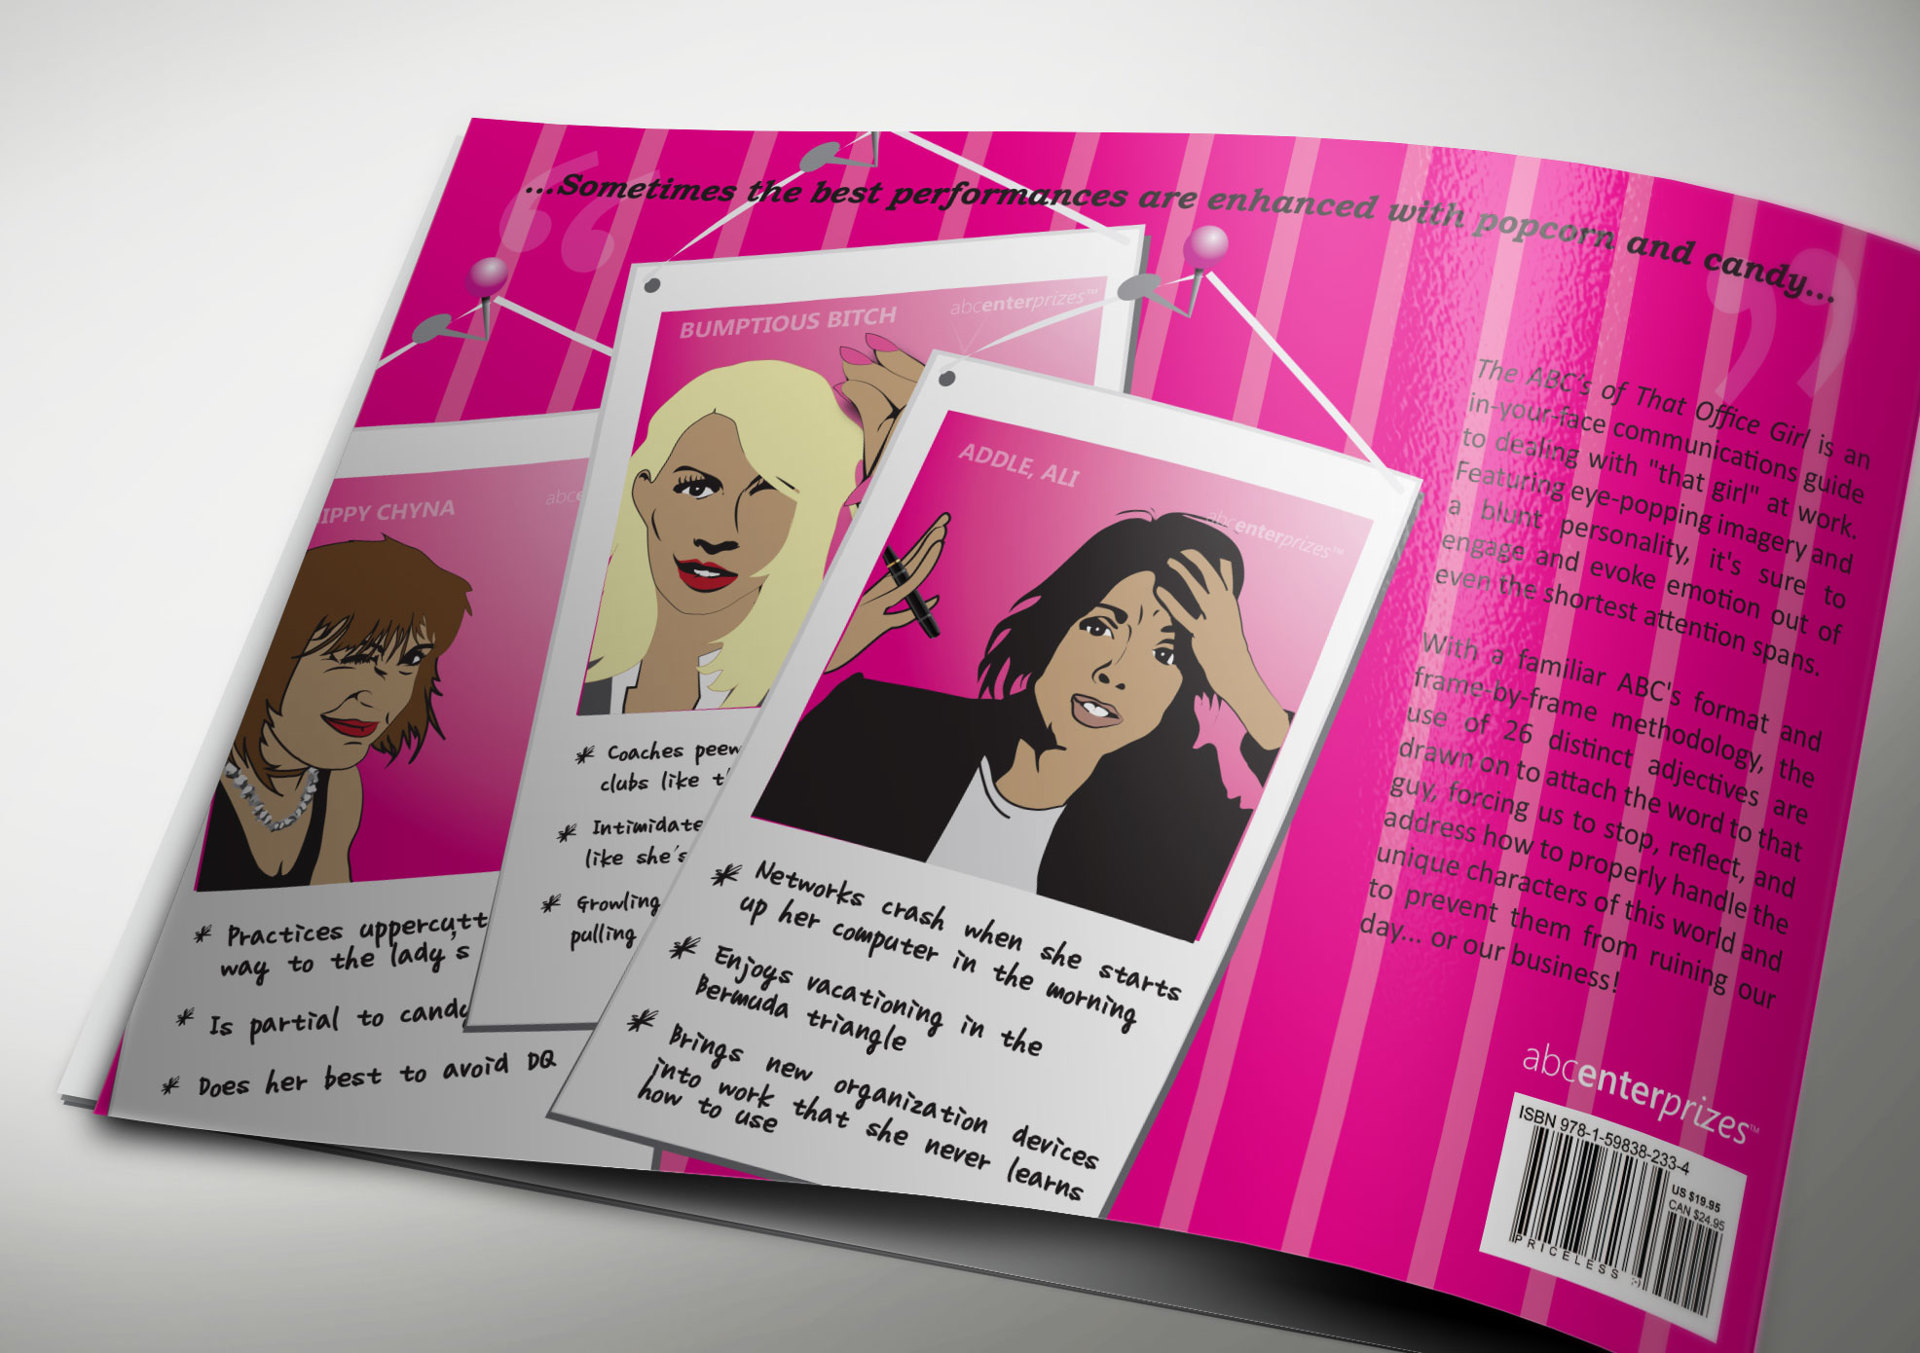 ...Sometimes the best performances are enhanced with popcorn and candy...
BUMPTIOUS BITCH
abcenterprizes™
Coaches
clubs like
Intimidate
like she's
Growling
pulling
CHYNA
Practices
way to the lady's
Is partial to
Does her best to avoid DQ
ADDLE, ALI
abcenterprizes™
Networks crash when she starts
up her computer in the morning
Enjoys vacationing in the
Bermuda triangle
Brings new organization devices
into work that she never learns
how to use
The ABC's of That Office Girl is an
in-your-face communications guide
to dealing with "that girl" at work.
Featuring eye-popping imagery and
a blunt personality, it's sure to
engage and evoke emotion out of
even the shortest attention spans.
With a familiar ABC's format and
frame-by-frame methodology, the
use of 26 distinct adjectives are
drawn on to attach the word to that
guy, forcing us to stop, reflect, and
address how to properly handle the
unique characters of this world and
to prevent them from ruining our
day... or our business!
abcenterprizes™
ISBN 978-1-59838-233-4
US $19.95
CAN $24.95
PRICELESS